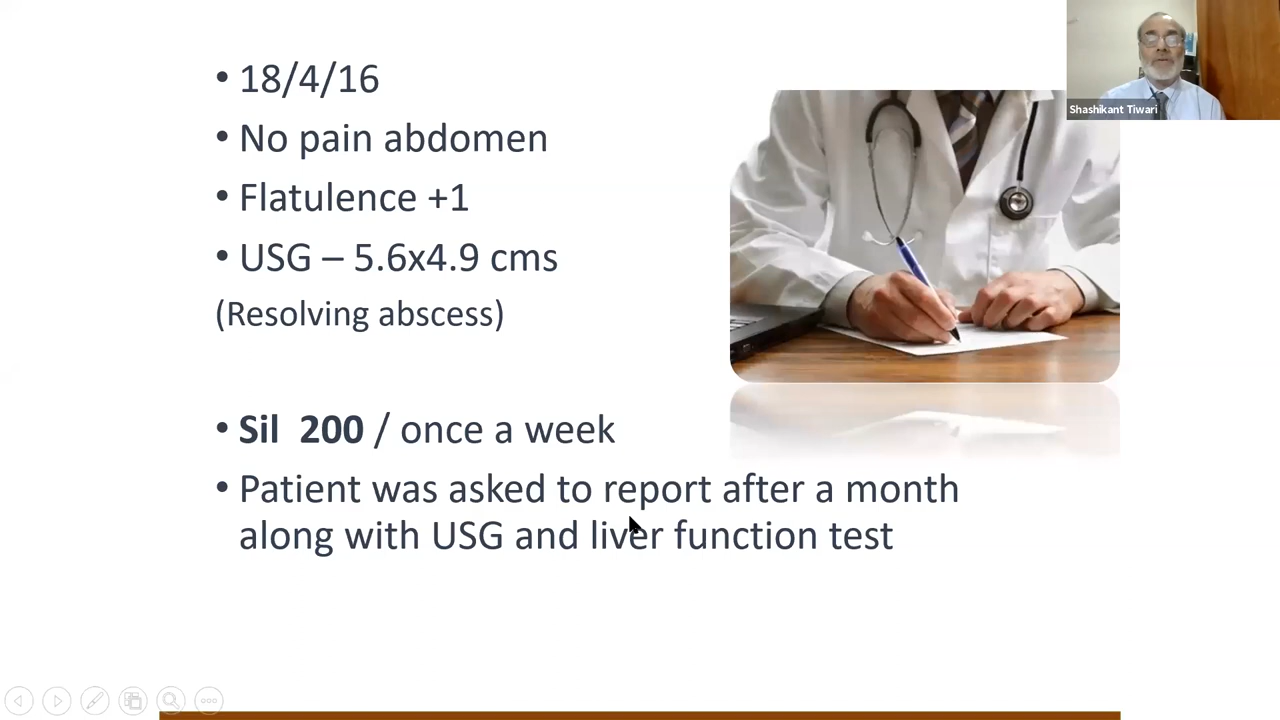 • 18/4/16
• No pain abdomen
• Flatulence +1
• USG – 5.6x4.9 cms
(Resolving abscess)
• Sil  200 / once a week
• Patient was asked to report after a month
along with USG and liver function test
Shashikant Tiwari